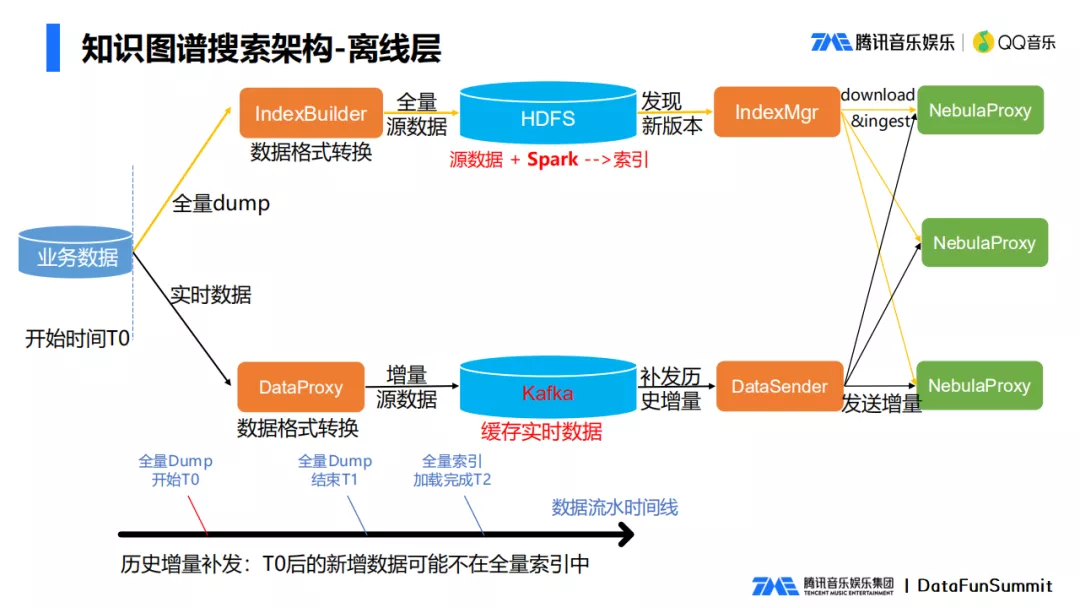 知识图谱搜索架构-离线层
TME 腾讯音乐娱乐 | QQ音乐
IndexBuilder
数据格式转换
全量
源数据
HDFS
源数据 + Spark -->索引
发现
新版本
IndexMgr
download
&ingest
NebulaProxy
全量dump
业务数据
实时数据
开始时间T0
NebulaProxy
DataProxy
数据格式转换
增量
源数据
Kafka
缓存实时数据
补发历
史增量
DataSender
发送增量
NebulaProxy
全量Dump
开始T0
全量Dump
结束T1
全量索引
加载完成T2
数据流水时间线
历史增量补发：T0后的新增数据可能不在全量索引中
TME 腾讯音乐娱乐集团 | DataFunSummit
TENCENT MUSIC ENTERTAINMENT